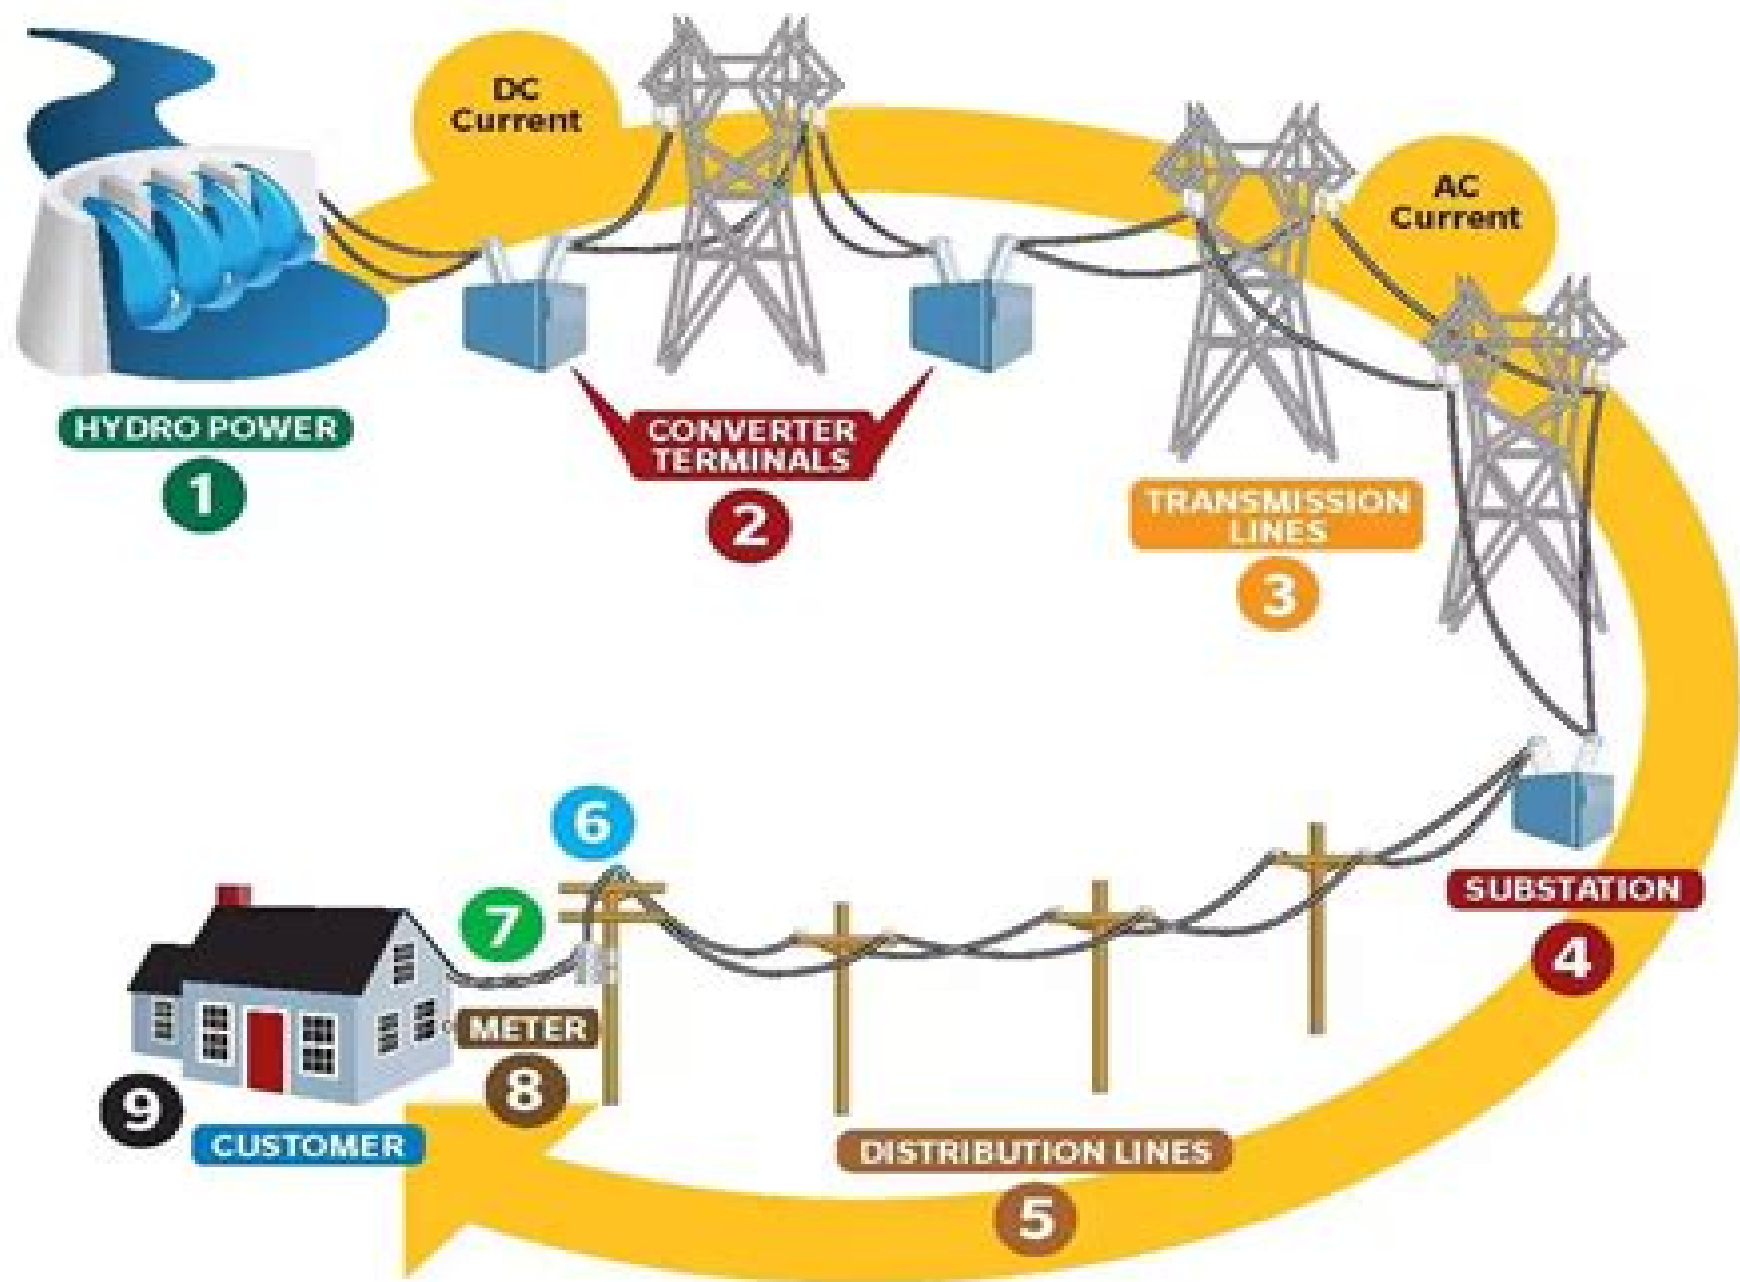 DC
Current
AC
Current
HYDRO POWER
1
CONVERTER
TERMINALS
2
TRANSMISSION
LINES
3
SUBSTATION
4
DISTRIBUTION LINES
5
6
7
METER
8
9
CUSTOMER